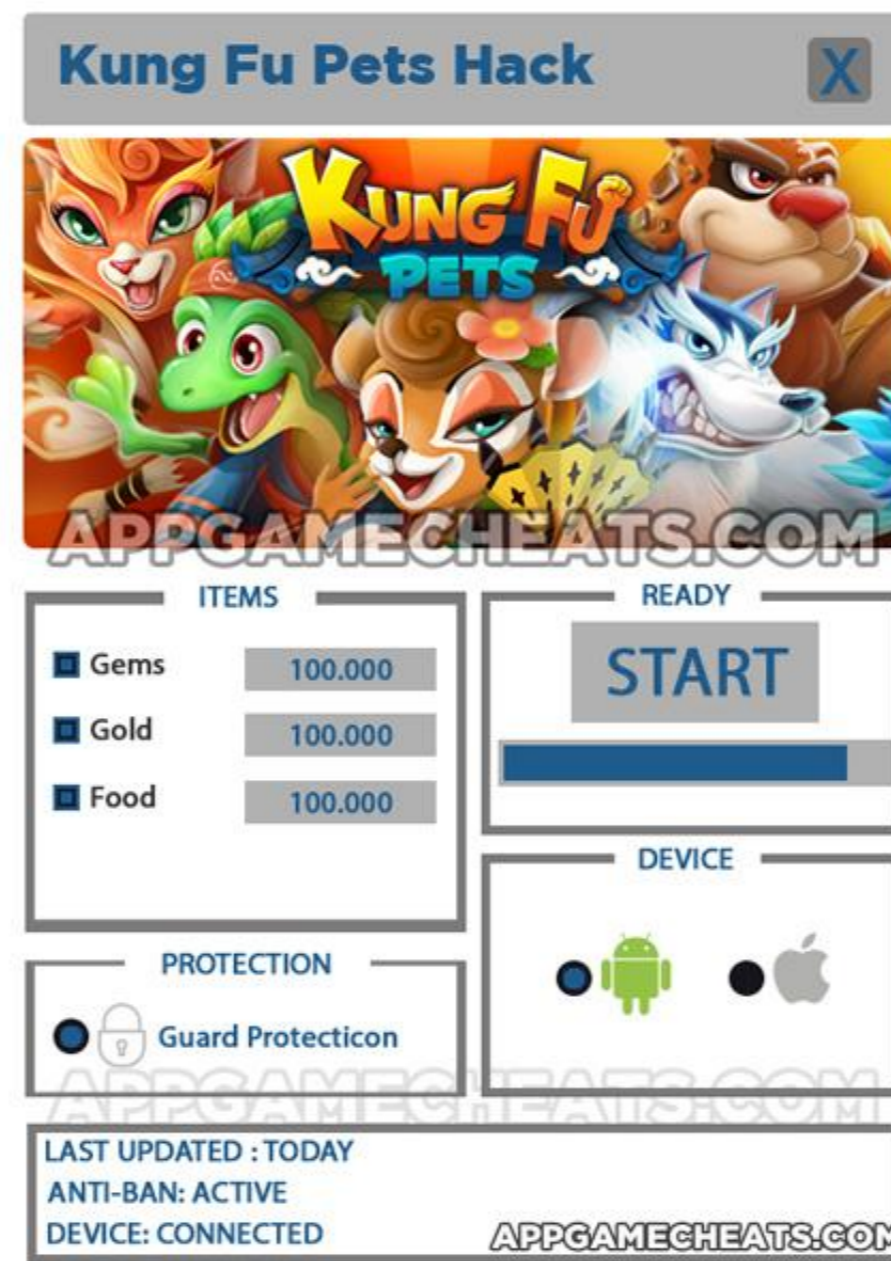 Kung Fu Pets Hack
X
KUNG FU
PETS
APPGAMECHEATS.COM
ITEMS
Gems 100.000
Gold 100.000
Food 100.000
READY
START
DEVICE
PROTECTION
Guard Protecticon
APPGAMECHEATS.COM
LAST UPDATED : TODAY
ANTI-BAN: ACTIVE
DEVICE: CONNECTED
APPGAMECHEATS.COM